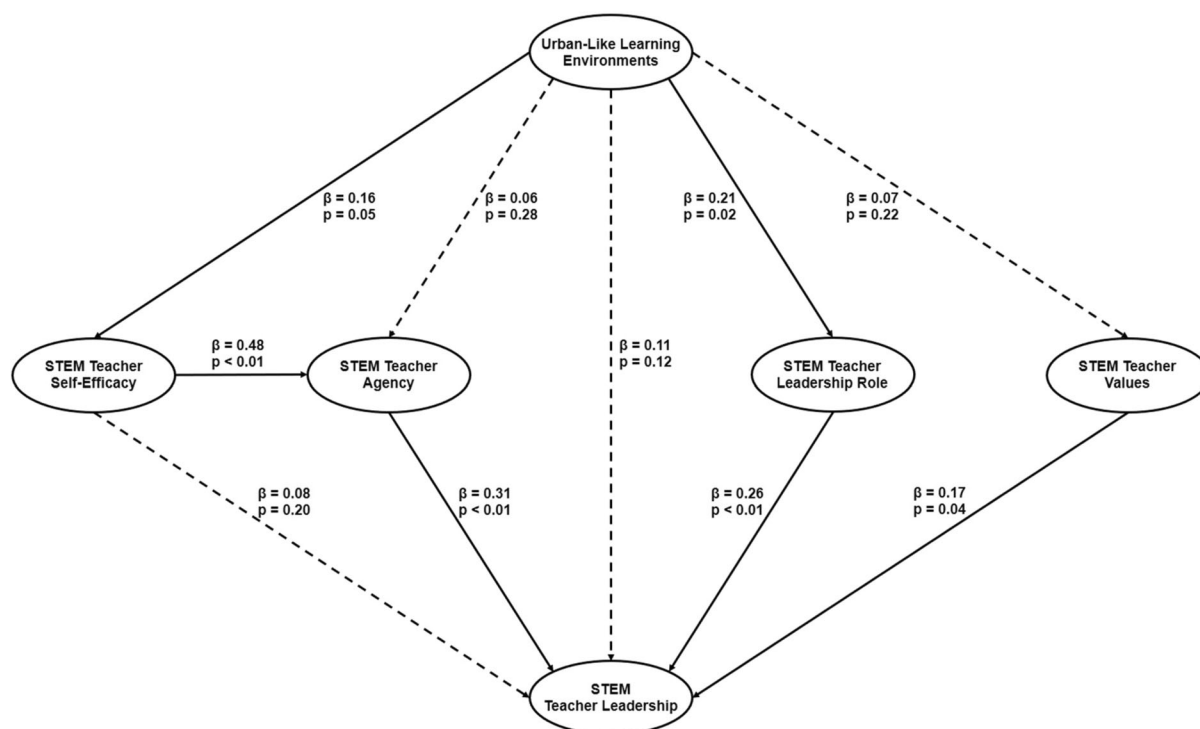 Urban-Like Learning
Environments
β = 0.16
p = 0.05
β = 0.06
p = 0.28
β = 0.21
p = 0.02
β = 0.07
p = 0.22
STEM Teacher
Self-Efficacy
β = 0.48
p < 0.01
STEM Teacher
Agency
β = 0.11
p = 0.12
STEM Teacher
Leadership Role
STEM Teacher
Values
β = 0.08
p = 0.20
β = 0.31
p < 0.01
β = 0.26
p < 0.01
β = 0.17
p = 0.04
STEM
Teacher Leadership